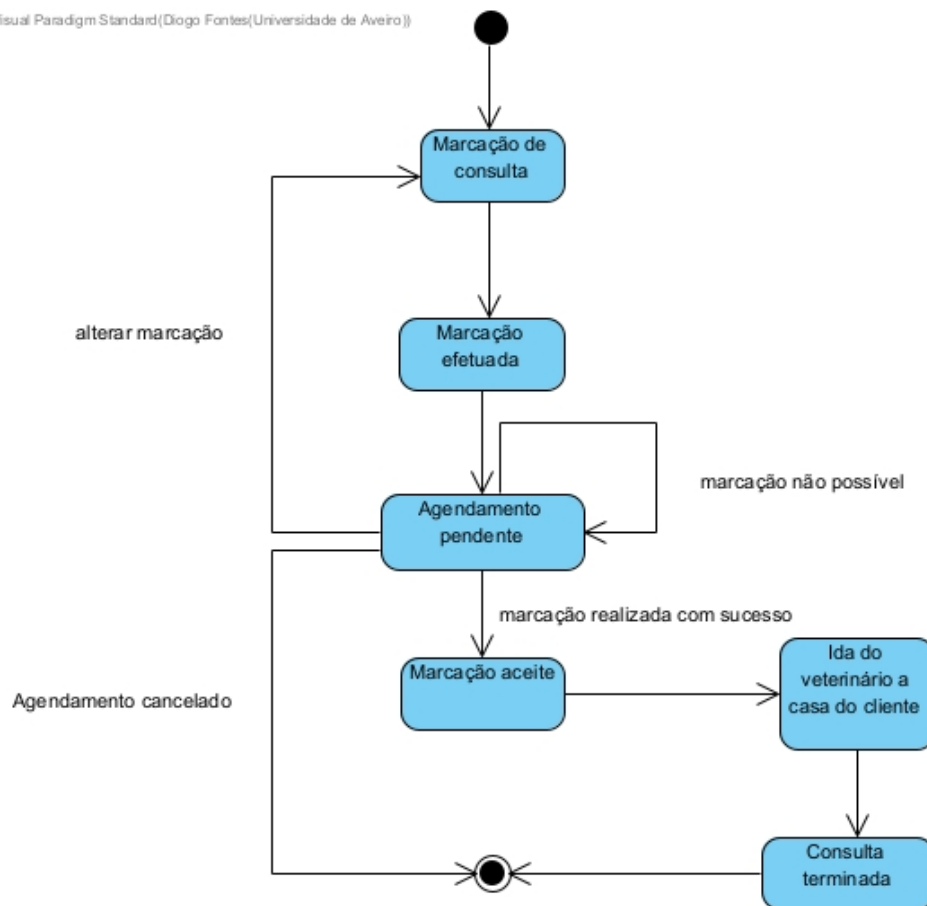 isual Paradigm Standard(Diogo Fontes(Universidade de Aveiro))
Marcação de
consulta
alterar marcação
Marcação
efetuada
marcação não possível
Agendamento
pendente
marcação realizada com sucesso
Marcação aceite
Ida do
veterinário a
casa do cliente
Agendamento cancelado
Consulta
terminada